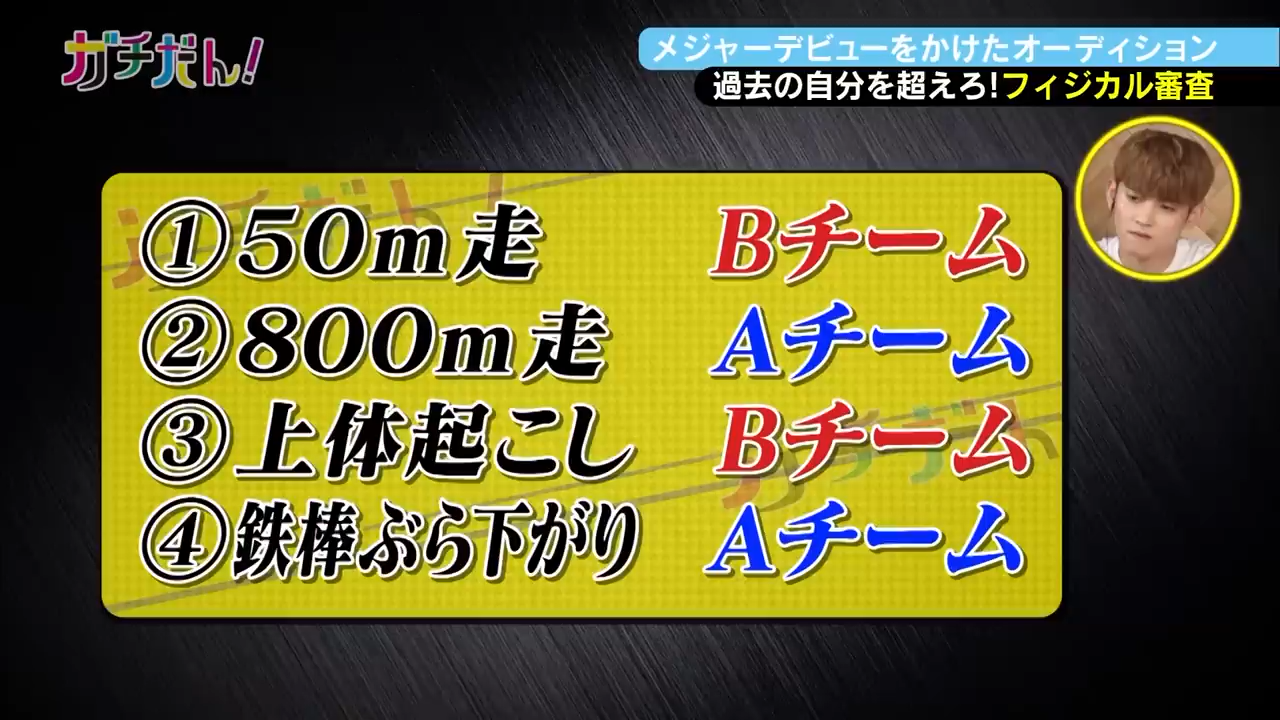 ガチだん!
メジャーデビューをかけたオーディション
過去の自分を超えろ!フィジカル審査
①50m走 Bチーム
②800m走 Aチーム
③上体起こし Bチーム
④鉄棒ぶら下がり Aチーム